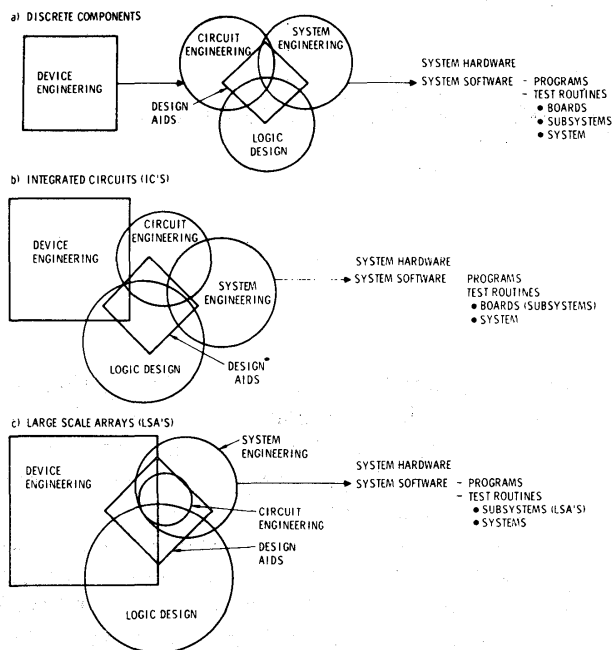 a) DISCRETE COMPONENTS
DEVICE
ENGINEERING
CIRCUIT
ENGINEERING
SYSTEM
ENGINEERING
DESIGN
AIDS
LOGIC
DESIGN
SYSTEM HARDWARE
SYSTEM SOFTWARE - PROGRAMS
- TEST ROUTINES
● BOARDS
● SUBSYSTEMS
● SYSTEM
b) INTEGRATED CIRCUITS (IC'S)
DEVICE
ENGINEERING
CIRCUIT
ENGINEERING
SYSTEM
ENGINEERING
LOGIC DESIGN
DESIGN
AIDS
SYSTEM HARDWARE
SYSTEM SOFTWARE PROGRAMS
TEST ROUTINES
● BOARDS (SUBSYSTEMS)
● SYSTEM
c) LARGE SCALE ARRAYS (LSA'S)
DEVICE
ENGINEERING
SYSTEM
ENGINEERING
CIRCUIT
ENGINEERING
DESIGN
AIDS
LOGIC DESIGN
SYSTEM HARDWARE
SYSTEM SOFTWARE - PROGRAMS
- TEST ROUTINES
● SUBSYSTEMS (LSA'S)
● SYSTEMS